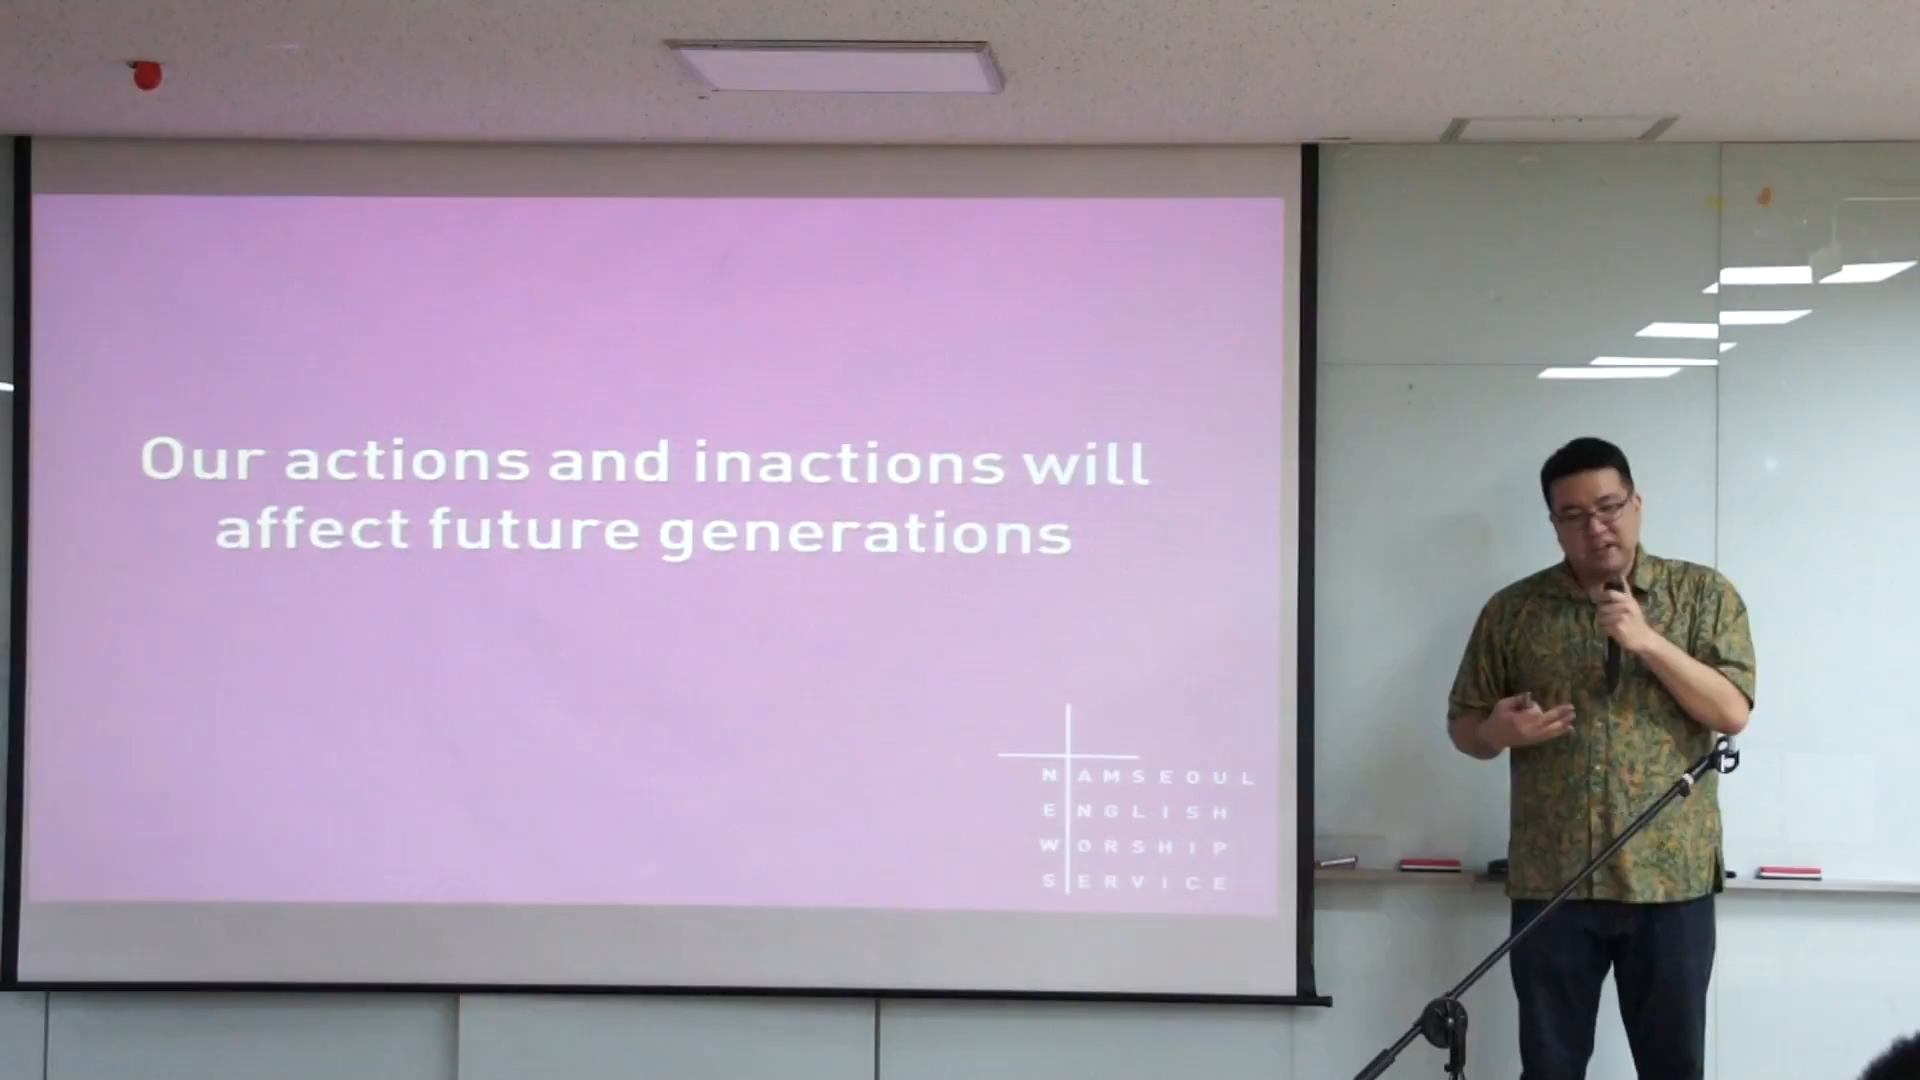 Our actions and inactions will
affect future generations
NAMSEOUL
ENGLISH
WORSHIP
SERVICE